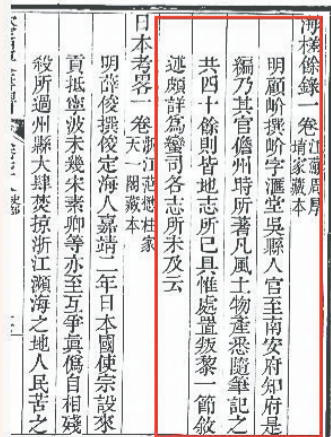 海槎餘錄一卷江蘇周厚堉家藏本
明顧岕撰岕字滙堂吳縣人官至南安府知府是
編乃其官儋州時所著凡風土物產悉隨筆記之
共四十餘則皆地志所已具惟處置叛黎一節敘
述頗詳爲蠻司各志所未及云
日本考畧一卷浙江范懋柱家天一閣藏本
明薛俊撰俊定海人嘉靖二年日本國使宗設來
貢抵寧波未幾宋素卿等亦至互爭眞僞自相殘
殺所過州縣大肆焚掠浙江瀕海之地人民苦之